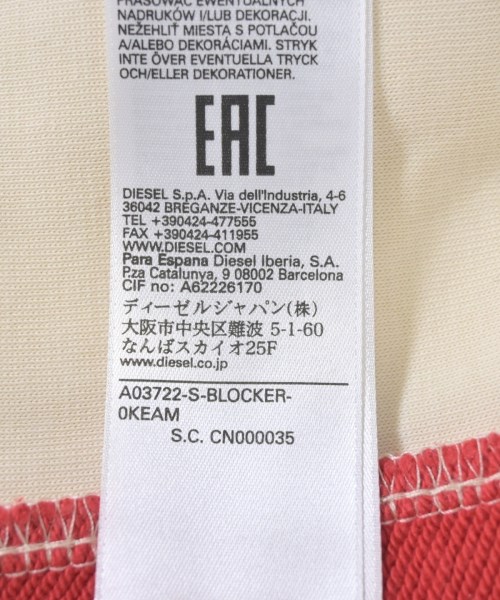 PRASOWAĆ EWENTUALNYCH
NADRUKÓW I/LUB DEKORACJI.
NEŽEHLIŤ MIESTA S POTLAČOU
A/ALEBO DEKORÁCIAMI. STRYK
INTE ÖVER EVENTUELLA TRYCK
OCH/ELLER DEKORATIONER.
EAC
DIESEL S.p.A. Via dell'Industria, 4-6
36042 BREGANZE-VICENZA-ITALY
TEL +390424-477555
FAX +390424-411955
WWW.DIESEL.COM
Para Espana Diesel Iberia, S.A.
P.za Catalunya, 9 08002 Barcelona
CIF no: A62226170
ディーゼルジャパン(株)
大阪市中央区難波 5-1-60
なんばスカイオ25F
www.diesel.co.jp
A03722-S-BLOCKER-
0KEAM
S.C. CN000035